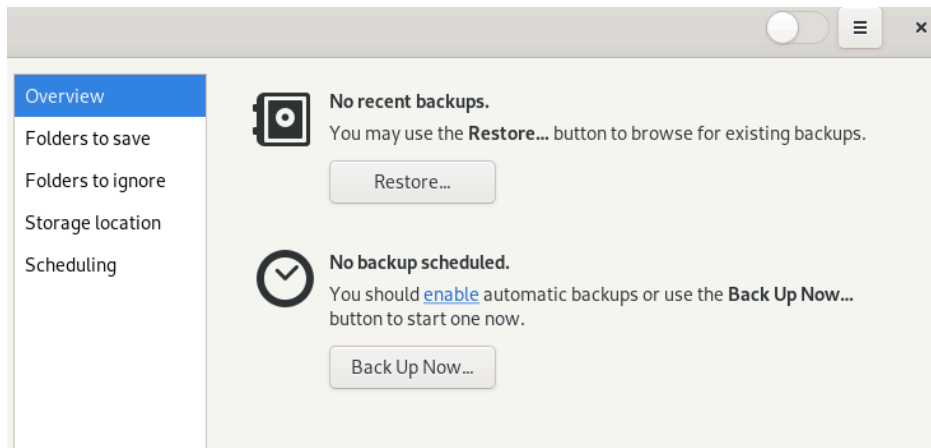 Overview
Folders to save
Folders to ignore
Storage location
Scheduling
No recent backups.
You may use the Restore... button to browse for existing backups.
Restore...
No backup scheduled.
You should enable automatic backups or use the Back Up Now...
button to start one now.
Back Up Now...